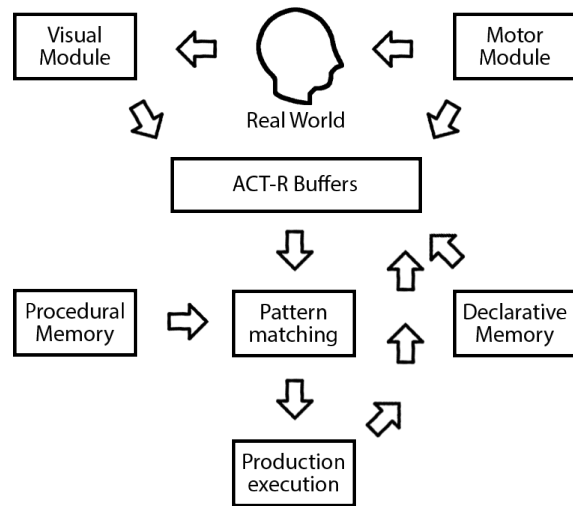 Visual
Module
Motor
Module
Real World
ACT-R Buffers
Procedural
Memory
Pattern
matching
Declarative
Memory
Production
execution